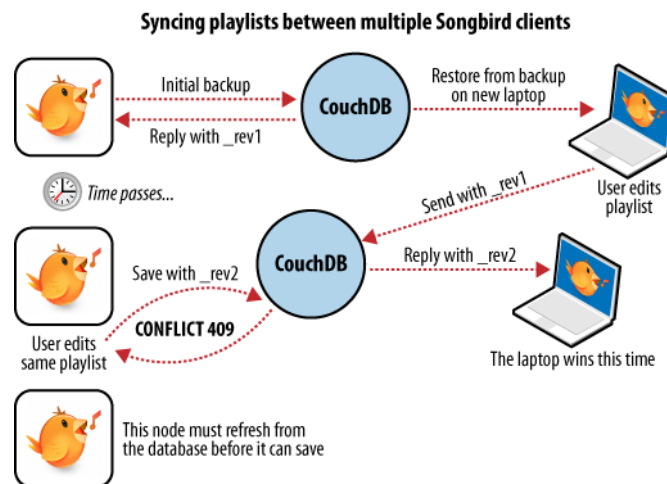 Syncing playlists between multiple Songbird clients
Initial backup
Reply with _rev1
CouchDB
Restore from backup
on new laptop
Time passes...
Send with _rev1
User edits
playlist
Save with _rev2
CONFLICT 409
User edits
same playlist
CouchDB
Reply with _rev2
The laptop wins this time
This node must refresh from
the database before it can save